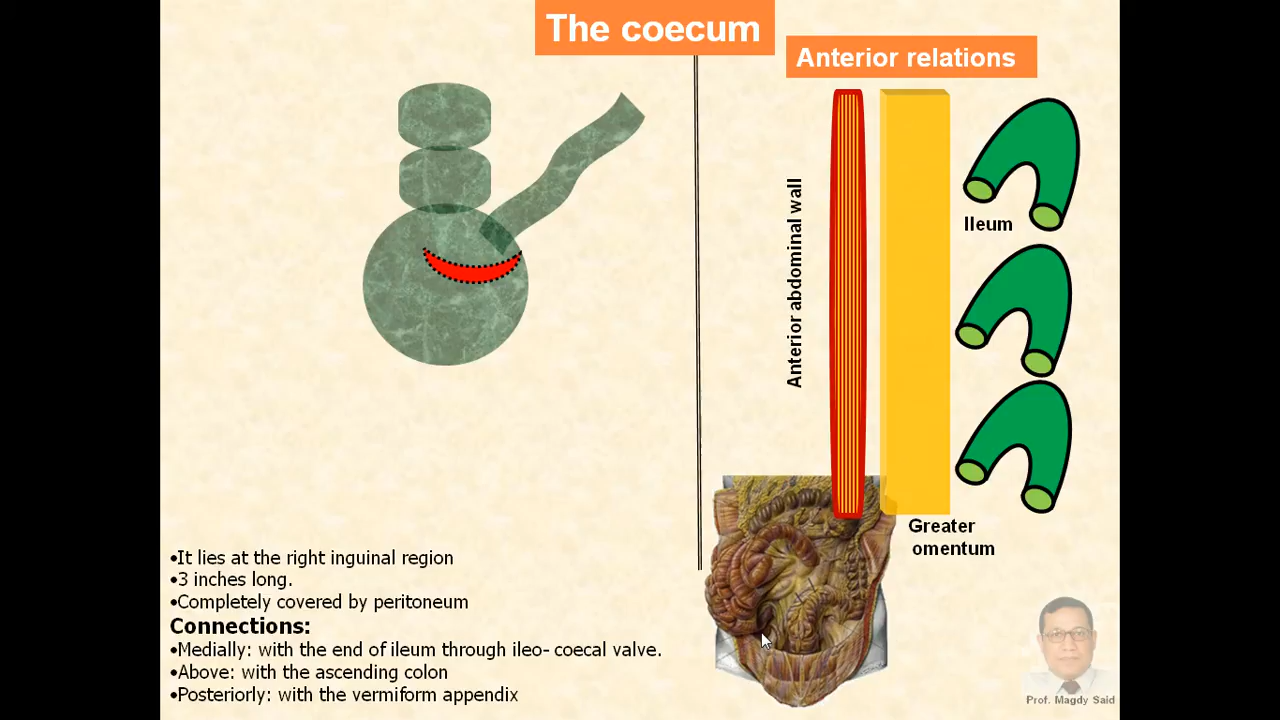 The coecum
Anterior relations
Anterior abdominal wall
Ileum
Greater
omentum
•It lies at the right inguinal region
•3 inches long.
•Completely covered by peritoneum
Connections:
•Medially: with the end of ileum through ileo- coecal valve.
•Above: with the ascending colon
•Posteriorly: with the vermiform appendix
Prof. Magdy Said